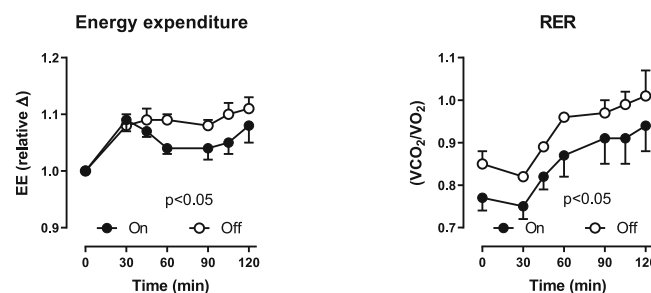 Energy expenditure
EE (relative Δ)
1.2
1.1
1.0
0.9
p<0.05
On
Off
0
30
60
90
120
Time (min)
RER
(VCO₂/VO₂)
1.1
1.0
0.9
0.8
0.7
p<0.05
On
Off
0
30
60
90
120
Time (min)